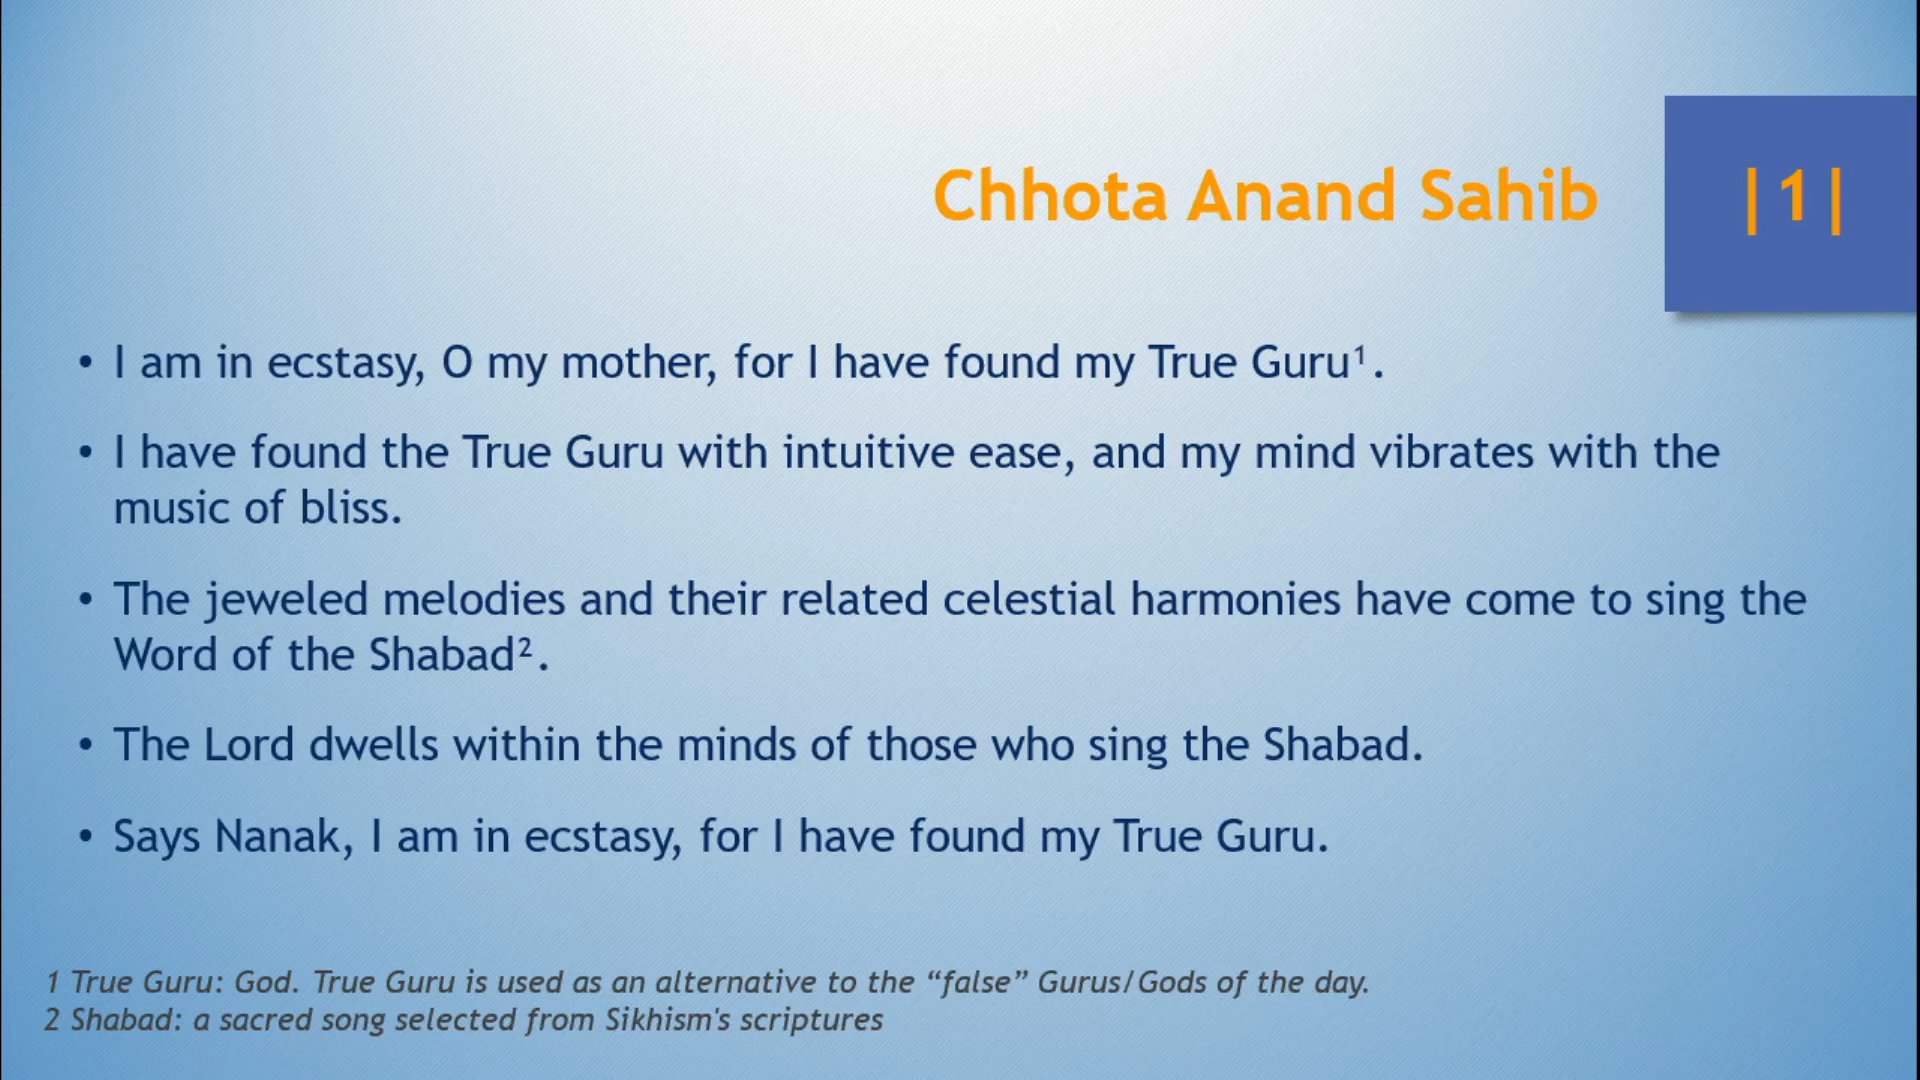 Chhota Anand Sahib
|1|
• I am in ecstasy, O my mother, for I have found my True Guru¹.
• I have found the True Guru with intuitive ease, and my mind vibrates with the
music of bliss.
• The jeweled melodies and their related celestial harmonies have come to sing the
Word of the Shabad².
• The Lord dwells within the minds of those who sing the Shabad.
• Says Nanak, I am in ecstasy, for I have found my True Guru.
1 True Guru: God. True Guru is used as an alternative to the “false” Gurus/Gods of the day.
2 Shabad: a sacred song selected from Sikhism's scriptures